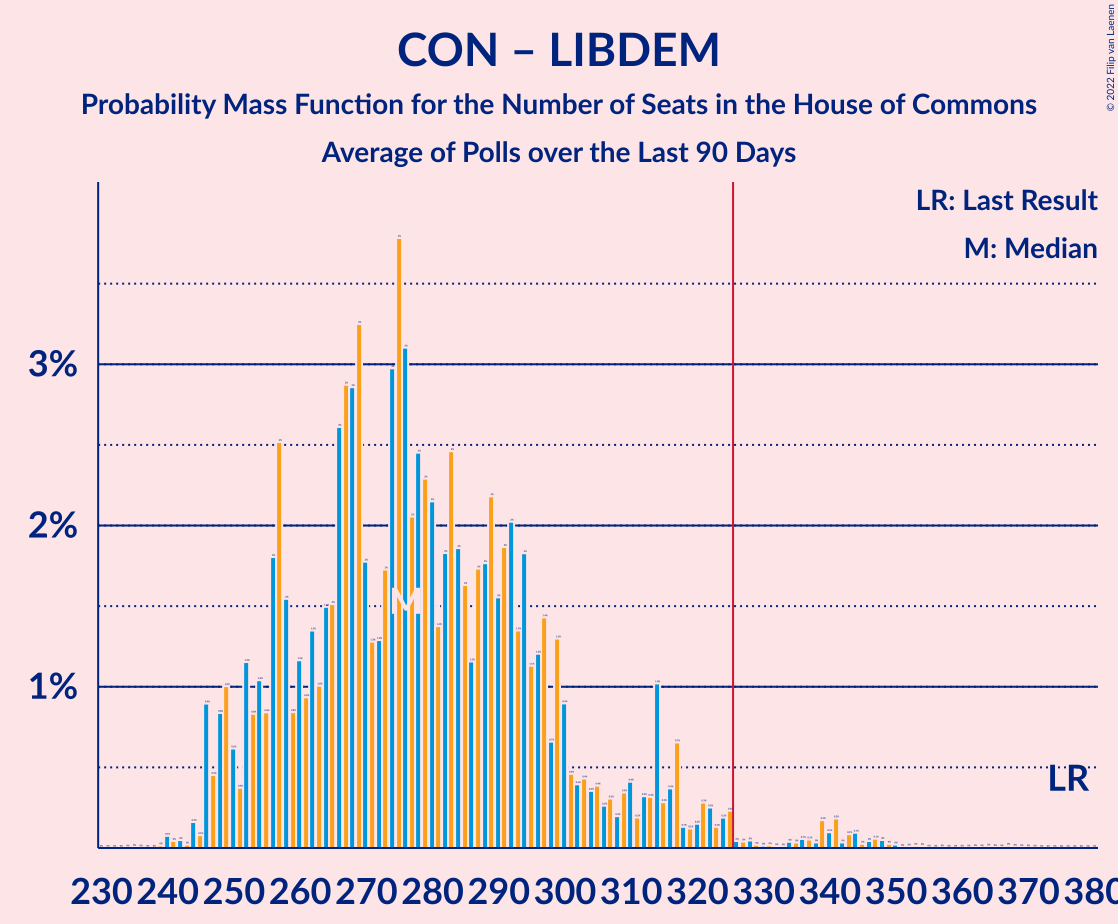 CON – LIBDEM
Probability Mass Function for the Number of Seats in the House of Commons
Average of Polls over the Last 90 Days
© 2022 Filip van Laenen
LR: Last Result
M: Median
3%
2%
1%
M
LR
230 240 250 260 270 280 290 300 310 320 330 340 350 360 370 380